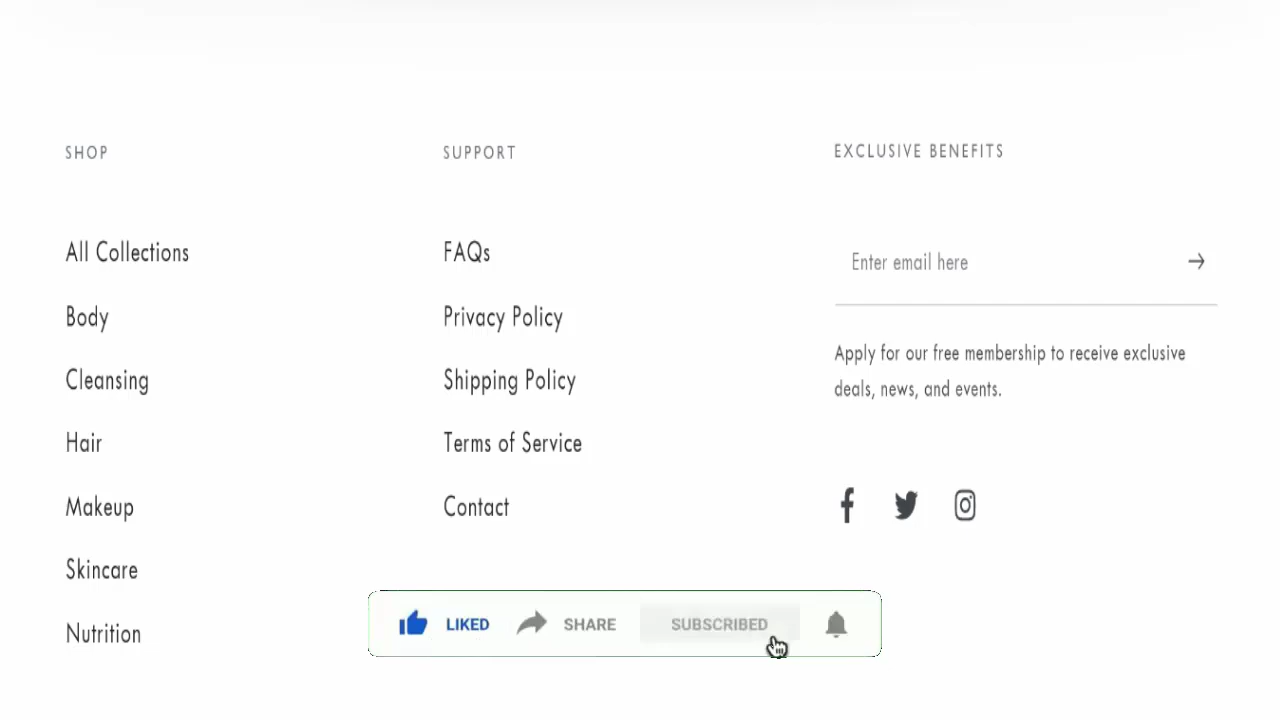 SHOP
All Collections
Body
Cleansing
Hair
Makeup
Skincare
Nutrition
SUPPORT
FAQs
Privacy Policy
Shipping Policy
Terms of Service
Contact
EXCLUSIVE BENEFITS
Enter email here
Apply for our free membership to receive exclusive
deals, news, and events.
LIKED SHARE SUBSCRIBED